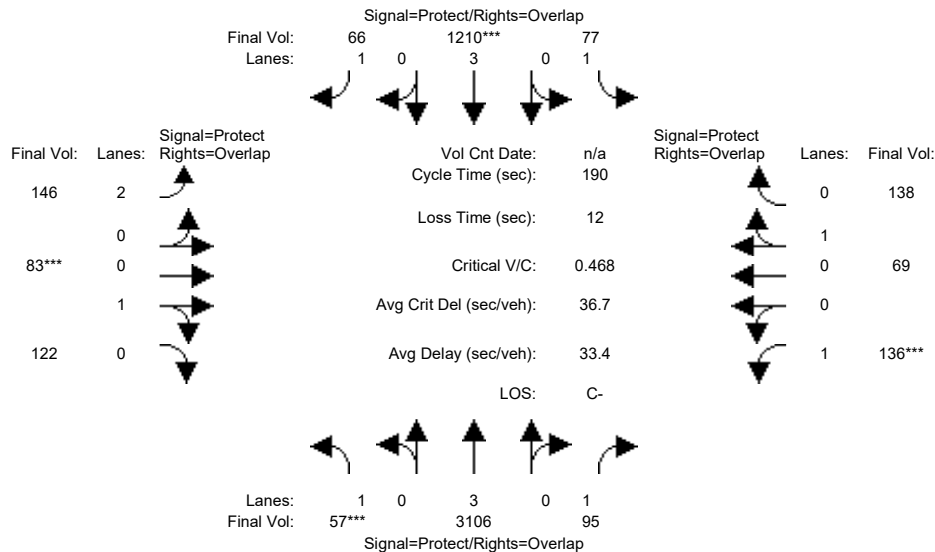 Signal=Protect/Rights=Overlap
Final Vol: 66 1210*** 77
Lanes: 1 0 3 0 1
Signal=Protect
Final Vol: Lanes: Rights=Overlap
Vol Cnt Date: n/a
Signal=Protect
Rights=Overlap Lanes: Final Vol:
Cycle Time (sec): 190
146 2
0 138
Loss Time (sec): 12
0
1
83*** 0
Critical V/C: 0.468
0 69
1
Avg Crit Del (sec/veh): 36.7
0
122 0
Avg Delay (sec/veh): 33.4
1 136***
LOS: C-
Lanes: 1 0 3 0 1
Final Vol: 57*** 3106 95
Signal=Protect/Rights=Overlap